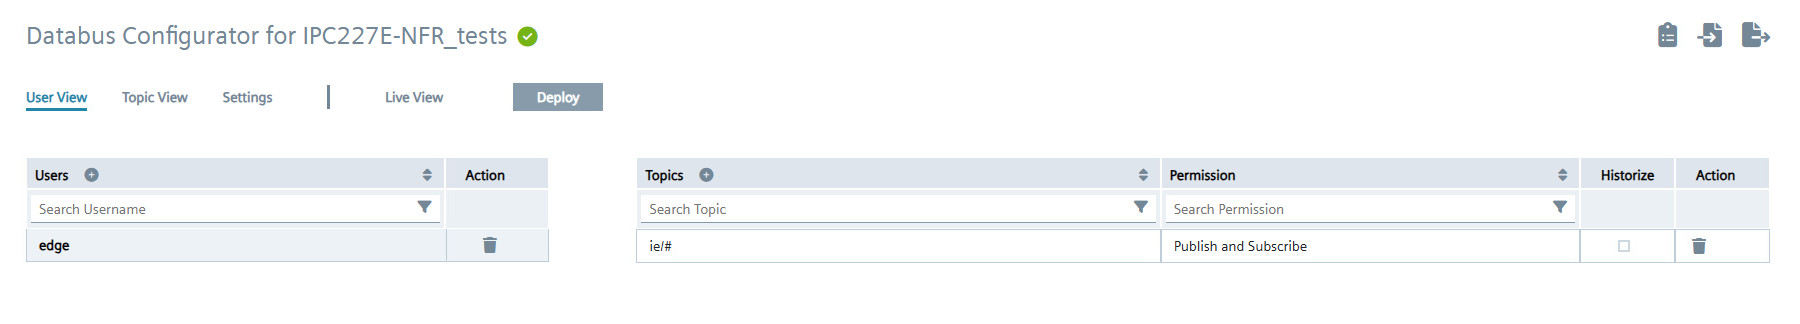 Databus Configurator for IPC227E-NFR_tests
User View Topic View Settings Live View Deploy
Users Action Topics Permission Historize Action
Search Username Search Topic Search Permission
edge ie/# Publish and Subscribe